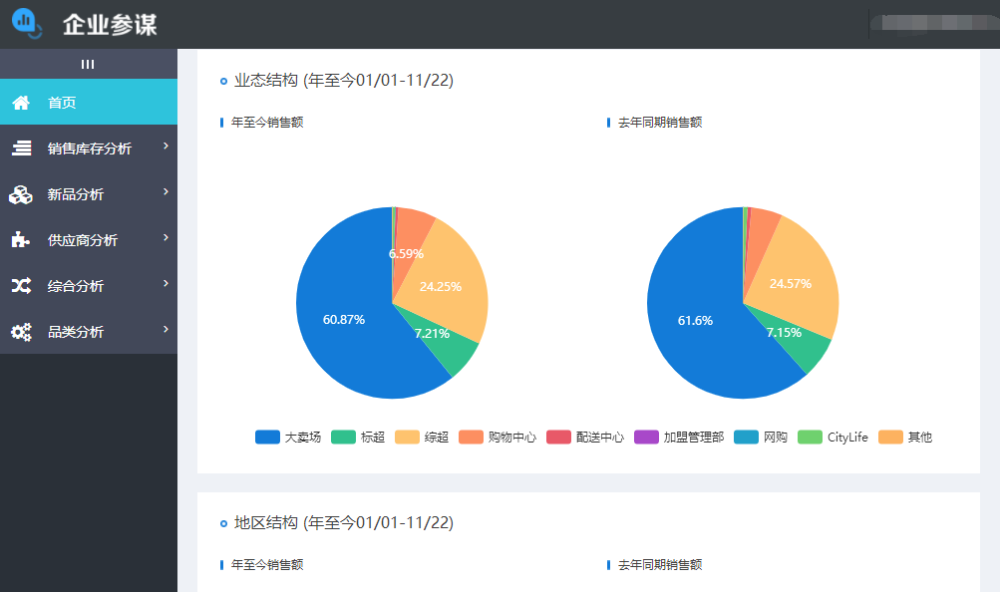 企业参谋
首页
销售库存分析
新品分析
供应商分析
综合分析
品类分析
业态结构 (年至今01/01-11/22)
年至今销售额
去年同期销售额
6.59%
24.25%
60.87%
7.21%
24.57%
61.6%
7.15%
大卖场 标超 综超 购物中心 配送中心 加盟管理部 网购 CityLife 其他
地区结构 (年至今01/01-11/22)
年至今销售额
去年同期销售额